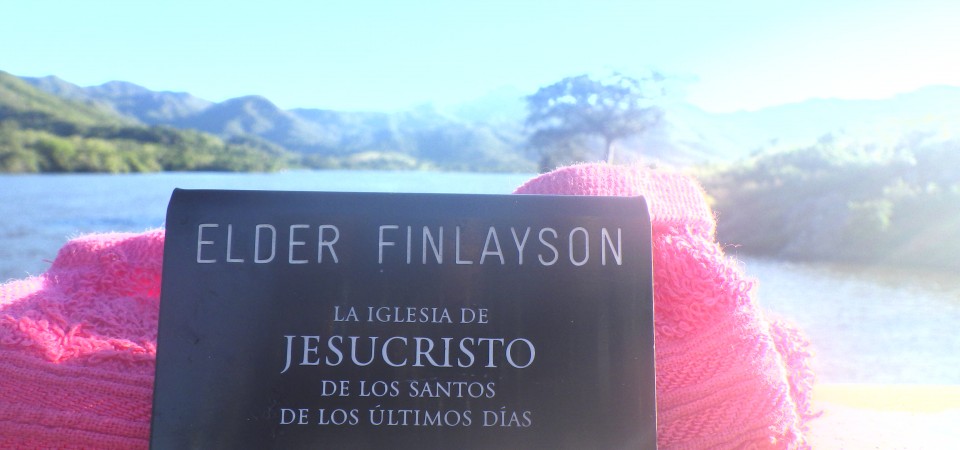 ELDER FINLAYSON
LA IGLESIA DE
JESUCRISTO
DE LOS SANTOS
DE LOS ÚLTIMOS DÍAS